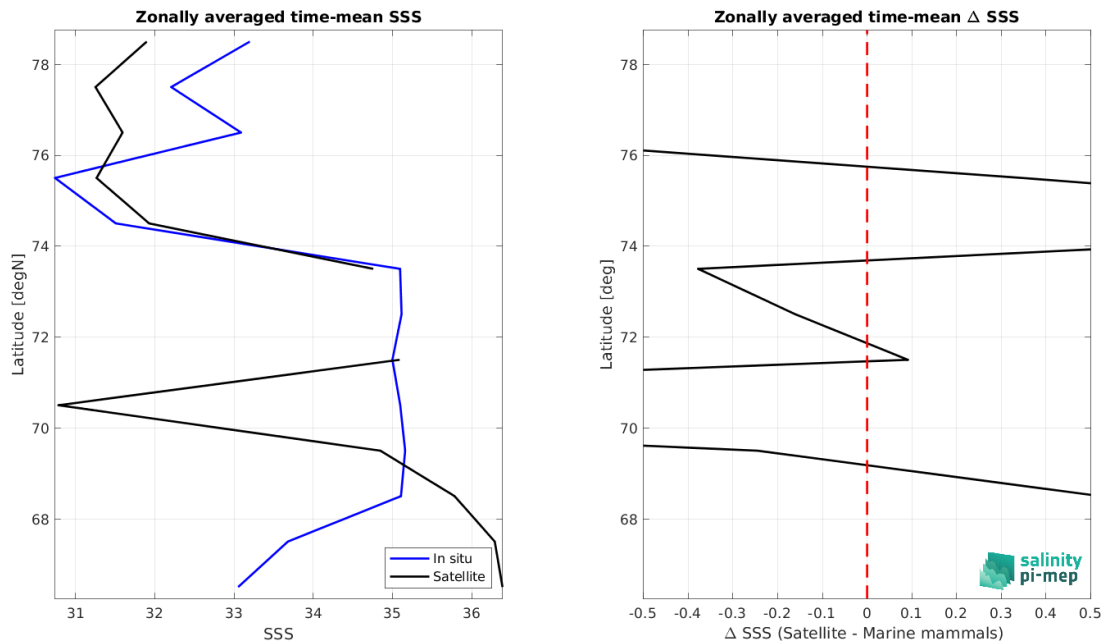 Zonally averaged time-mean SSS
78
76
74
72
70
68
Latitude [degN]
31 32 33 34 35 36
SSS
In situ
Satellite
Zonally averaged time-mean Δ SSS
78
76
74
72
70
68
Latitude [deg]
-0.5 -0.4 -0.3 -0.2 -0.1 0 0.1 0.2 0.3 0.4 0.5
Δ SSS (Satellite - Marine mammals)
salinity
pi-mep